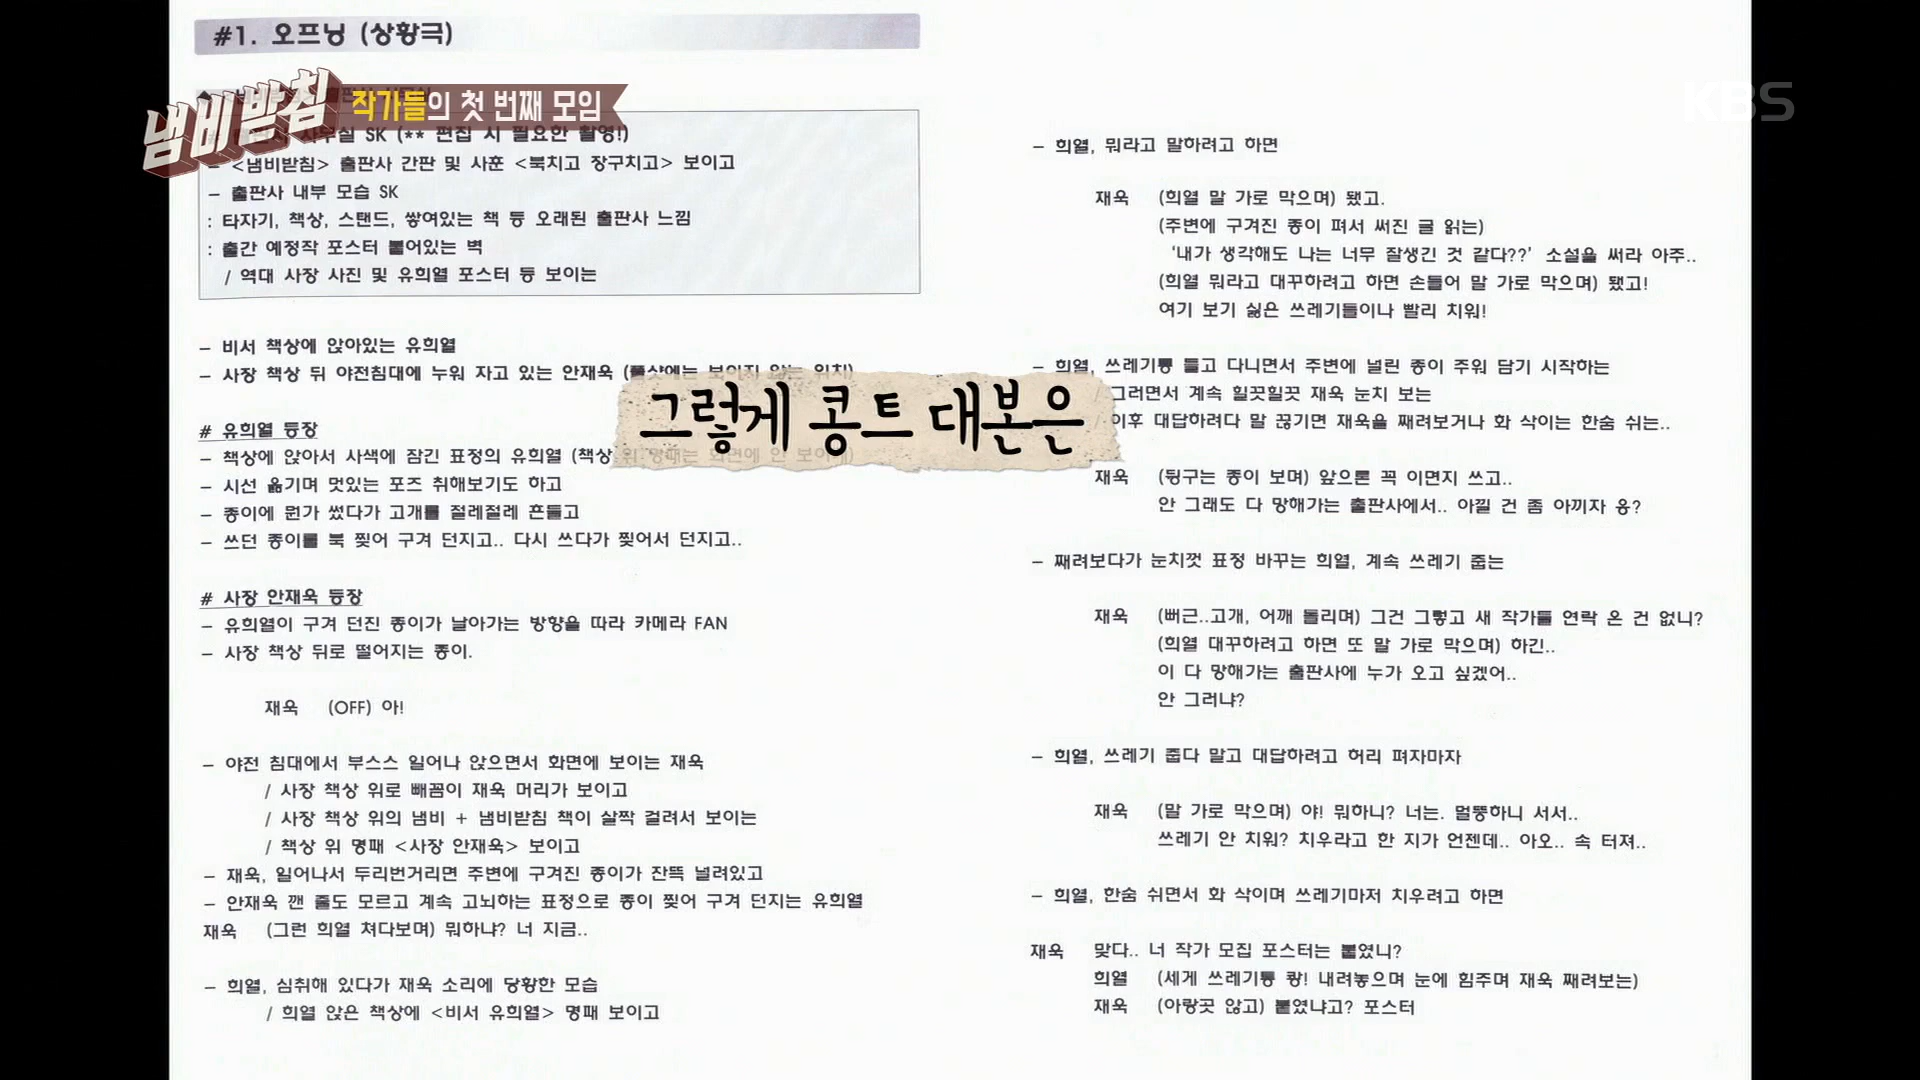 #1. 오프닝 (상황극)
냄비받침
작가들의 첫 번째 모임
KBS
사무실 SK (** 편집 시 필요한 촬영!)
- <냄비받침> 출판사 간판 및 사훈 <북치고 장구치고> 보이고
- 출판사 내부 모습 SK
: 타자기, 책상, 스탠드, 쌓여있는 책 등 오래된 출판사 느낌
: 출간 예정작 포스터 붙어있는 벽
/ 역대 사장 사진 및 유희열 포스터 등 보이는
- 비서 책상에 앉아있는 유희열
- 사장 책상 뒤 야전침대에 누워 자고 있는 안재욱 (풀샷에는 보이지 않는 위치)
그렇게 콩트 대본은
# 유희열 등장
- 책상에 앉아서 사색에 잠긴 표정의 유희열 (책상 위 명패는 화면에 안 보이게)
- 시선 옮기며 멋있는 포즈 취해보기도 하고
- 종이에 뭔가 썼다가 고개를 절레절레 흔들고
- 쓰던 종이를 북 찢어 구겨 던지고.. 다시 쓰다가 찢어서 던지고..
# 사장 안재욱 등장
- 유희열이 구겨 던진 종이가 날아가는 방향을 따라 카메라 FAN
- 사장 책상 뒤로 떨어지는 종이.
재욱 (OFF) 아!
- 야전 침대에서 부스스 일어나 앉으면서 화면에 보이는 재욱
/ 사장 책상 위로 빼꼼이 재욱 머리가 보이고
/ 사장 책상 위의 냄비 + 냄비받침 책이 살짝 걸려서 보이는
/ 책상 위 명패 <사장 안재욱> 보이고
- 재욱, 일어나서 두리번거리면 주변에 구겨진 종이가 잔뜩 널려있고
- 안재욱 깬 줄도 모르고 계속 고뇌하는 표정으로 종이 찢어 구겨 던지는 유희열
재욱 (그런 희열 쳐다보며) 뭐하냐? 너 지금..
- 희열, 심취해 있다가 재욱 소리에 당황한 모습
/ 희열 앉은 책상에 <비서 유희열> 명패 보이고
- 희열, 뭐라고 말하려고 하면
재욱 (희열 말 가로 막으며) 됐고.
(주변에 구겨진 종이 펴서 써진 글 읽는)
'내가 생각해도 나는 너무 잘생긴 것 같다??' 소설을 써라 아주..
(희열 뭐라고 대꾸하려고 하면 손들어 말 가로 막으며) 됐고!
여기 보기 싫은 쓰레기들이나 빨리 치워!
- 희열, 쓰레기통 들고 다니면서 주변에 널린 종이 주워 담기 시작하는
/ 그러면서 계속 힐끗힐끗 재욱 눈치 보는
/ 이후 대답하려다 말 끊기면 재욱을 째려보거나 화 삭이는 한숨 쉬는..
재욱 (뒹구는 종이 보며) 앞으론 꼭 이면지 쓰고..
안 그래도 다 망해가는 출판사에서.. 아낄 건 좀 아끼자 응?
- 째려보다가 눈치껏 표정 바꾸는 희열, 계속 쓰레기 줍는
재욱 (뻐근..고개, 어깨 돌리며) 그건 그렇고 새 작가들 연락 온 건 없니?
(희열 대꾸하려고 하면 또 말 가로 막으며) 하긴..
이 다 망해가는 출판사에 누가 오고 싶겠어..
안 그러냐?
- 희열, 쓰레기 줍다 말고 대답하려고 허리 펴자마자
재욱 (말 가로 막으며) 야! 뭐하니? 너는. 멀뚱하니 서서..
쓰레기 안 치워? 치우라고 한 지가 언젠데.. 아오.. 속 터져..
- 희열, 한숨 쉬면서 화 삭이며 쓰레기마저 치우려고 하면
재욱 맞다.. 너 작가 모집 포스터는 붙였니?
희열 (세게 쓰레기통 쾅! 내려놓으며 눈에 힘주며 재욱 째려보는)
재욱 (아랑곳 않고) 붙였냐고? 포스터